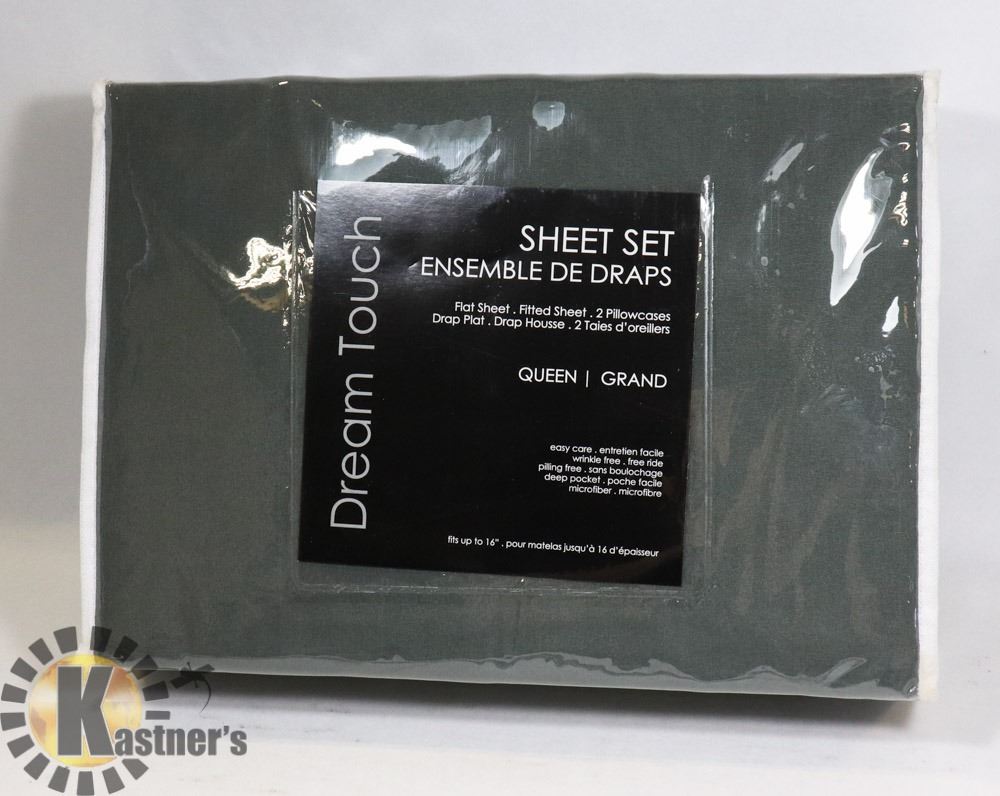 Dream Touch
SHEET SET
ENSEMBLE DE DRAPS
Flat Sheet . Fitted Sheet . 2 Pillowcases
Drap Plat . Drap Housse . 2 Taies d'oreillers
QUEEN | GRAND
easy care . entretien facile
wrinkle free . free ride
pilling free . sans boulochage
deep pocket . poche facile
microfiber . microfibre
fits up to 16" . pour matelas jusqu'à 16 d'épaisseur
Kastner's